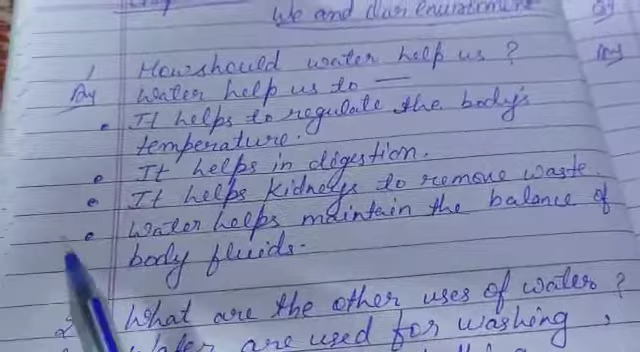 We and Our environment
1 How should water help us ?
Water help us to —
• It helps to regulate the body's
temperature.
• It helps in digestion.
• It helps kidneys to remove waste.
• Water helps maintain the balance of
body fluids.
2. What are the other uses of water ?
Water are used for washing,